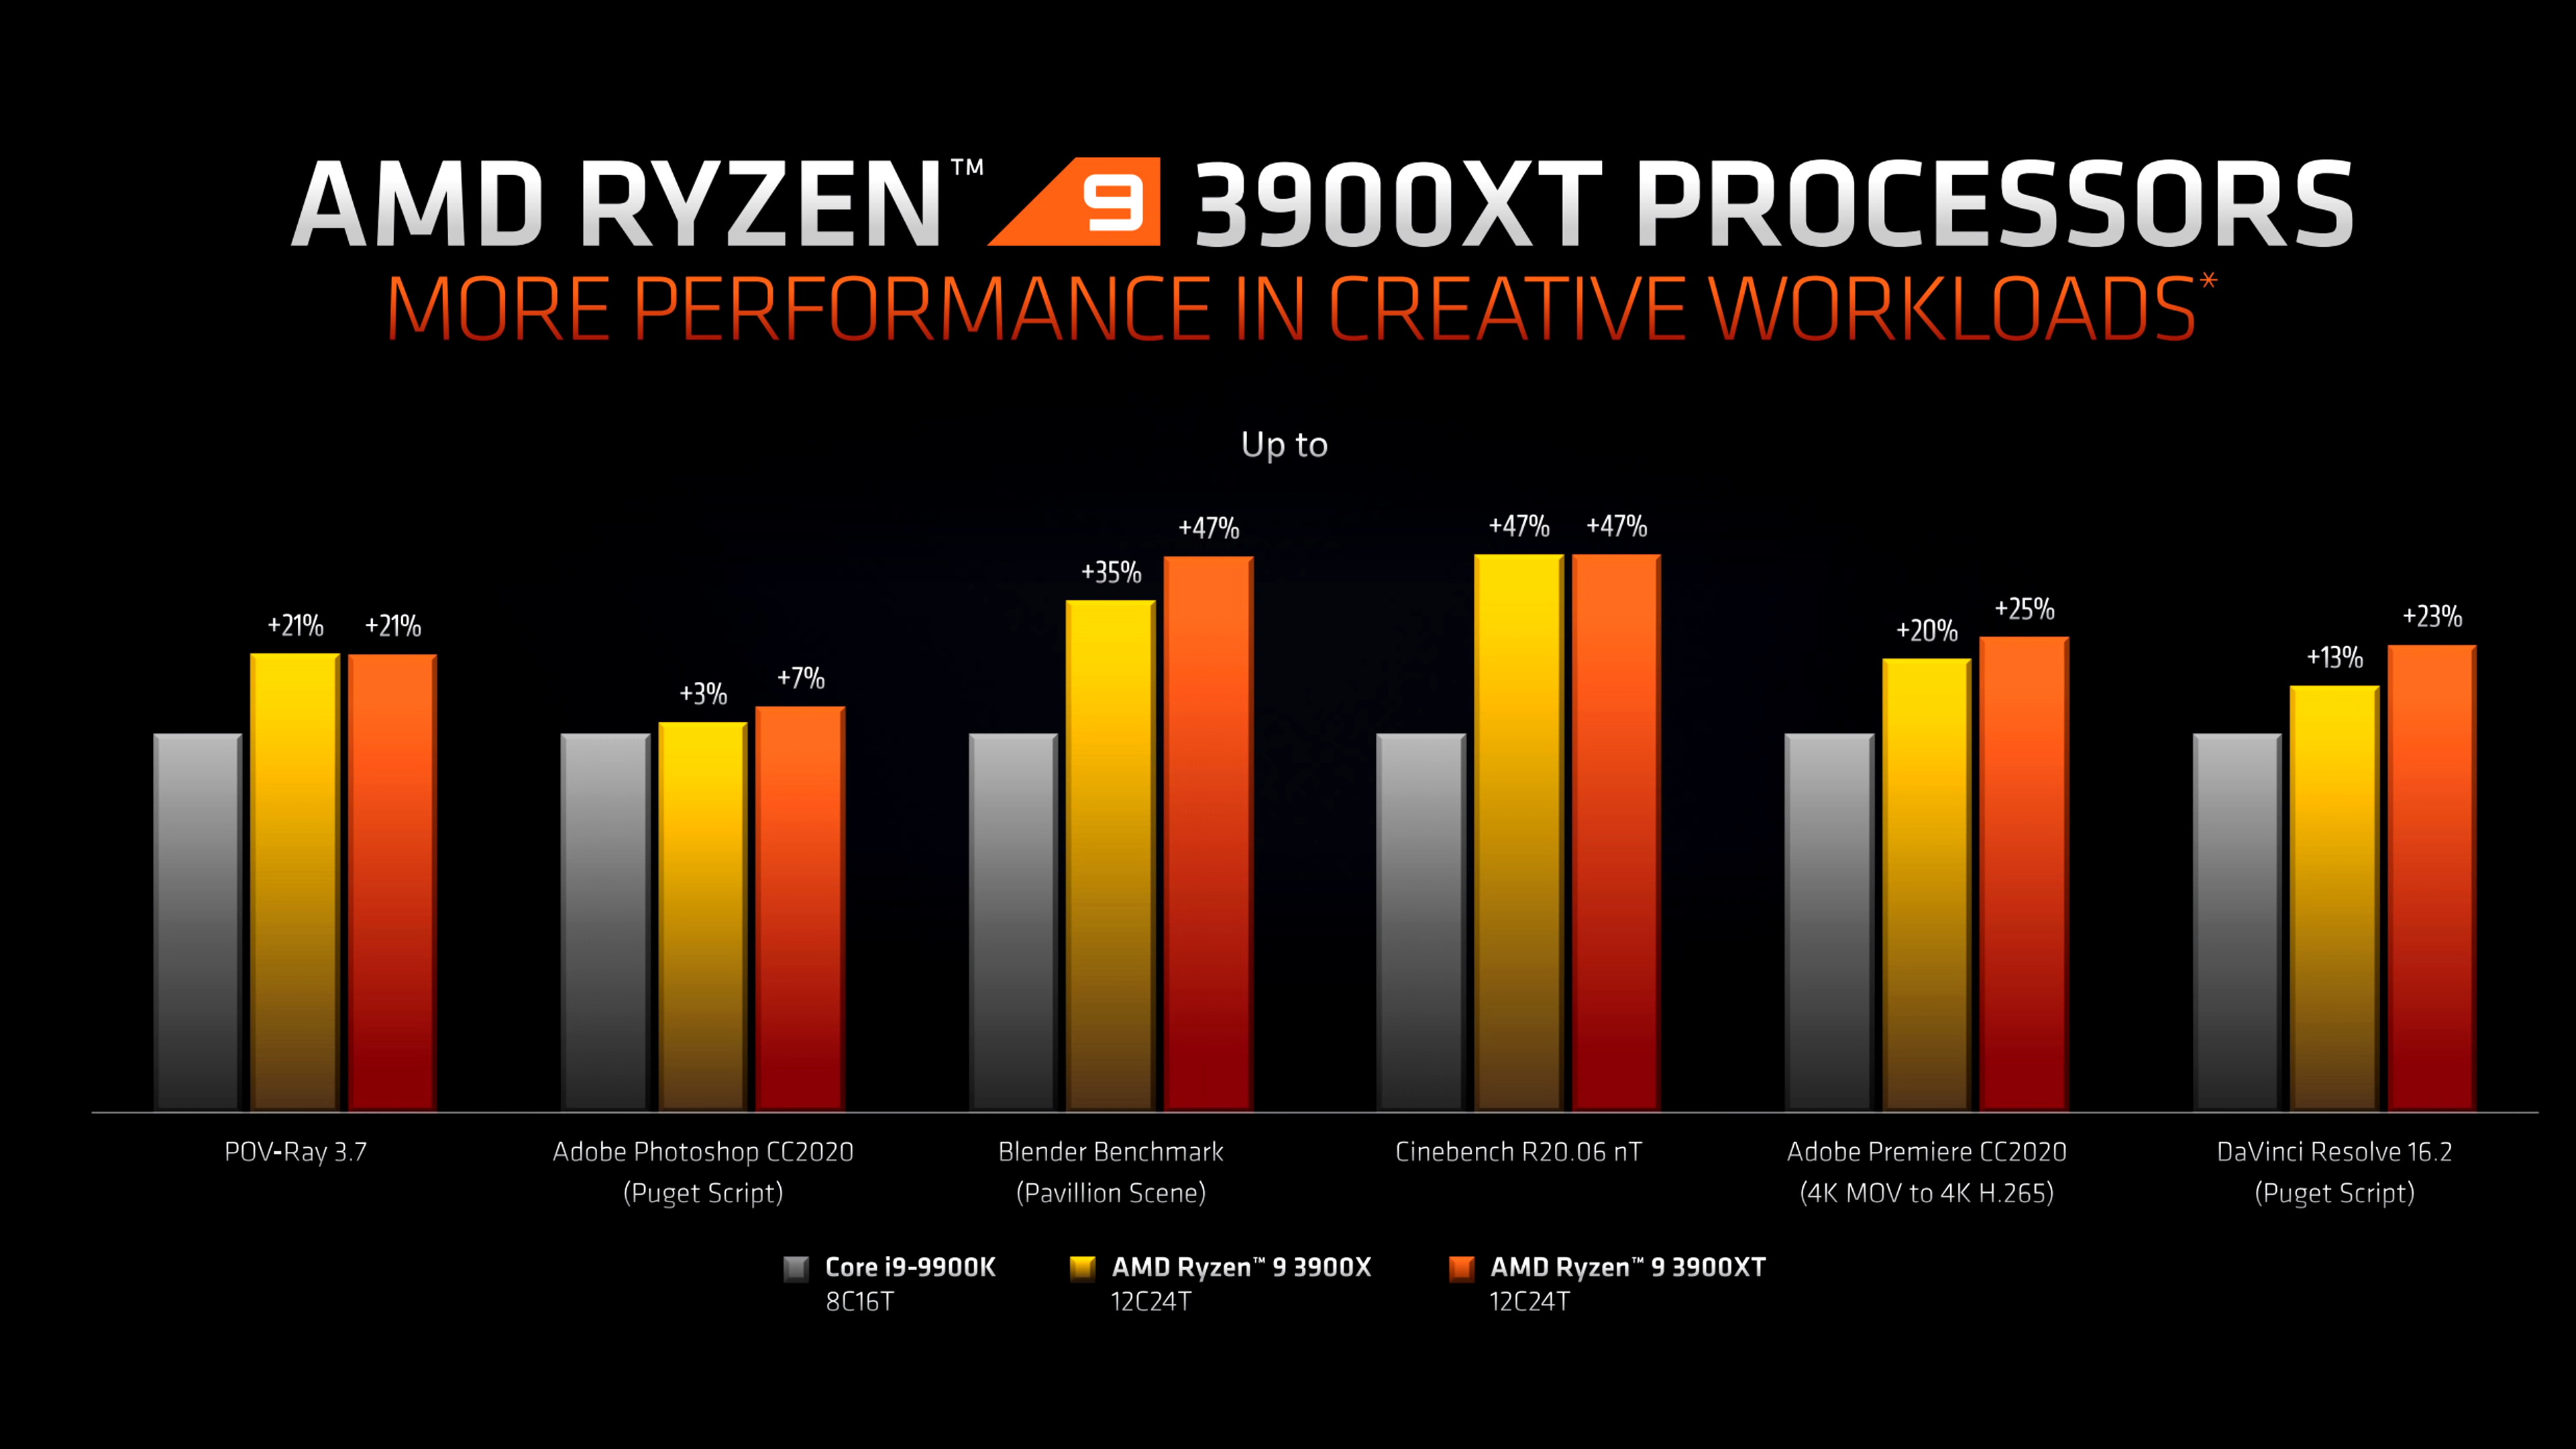 AMD RYZEN™ 9 3900XT PROCESSORS
MORE PERFORMANCE IN CREATIVE WORKLOADS*
Up to
+21% +21%
+3% +7%
+35% +47%
+47% +47%
+20% +25%
+13% +23%
POV-Ray 3.7
Adobe Photoshop CC2020
(Puget Script)
Blender Benchmark
(Pavillion Scene)
Cinebench R20.06 nT
Adobe Premiere CC2020
(4K MOV to 4K H.265)
DaVinci Resolve 16.2
(Puget Script)
Core i9-9900K
8C16T
AMD Ryzen™ 9 3900X
12C24T
AMD Ryzen™ 9 3900XT
12C24T